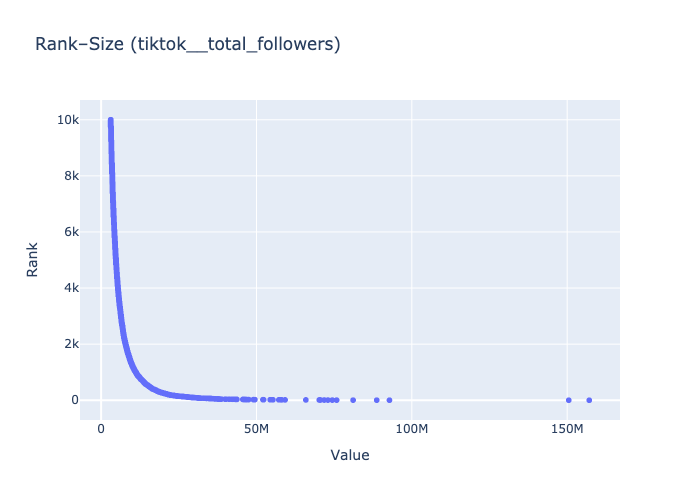 Rank−Size (tiktok__total_followers)
10k
8k
6k
4k
2k
0
Rank
0
50M
100M
150M
Value